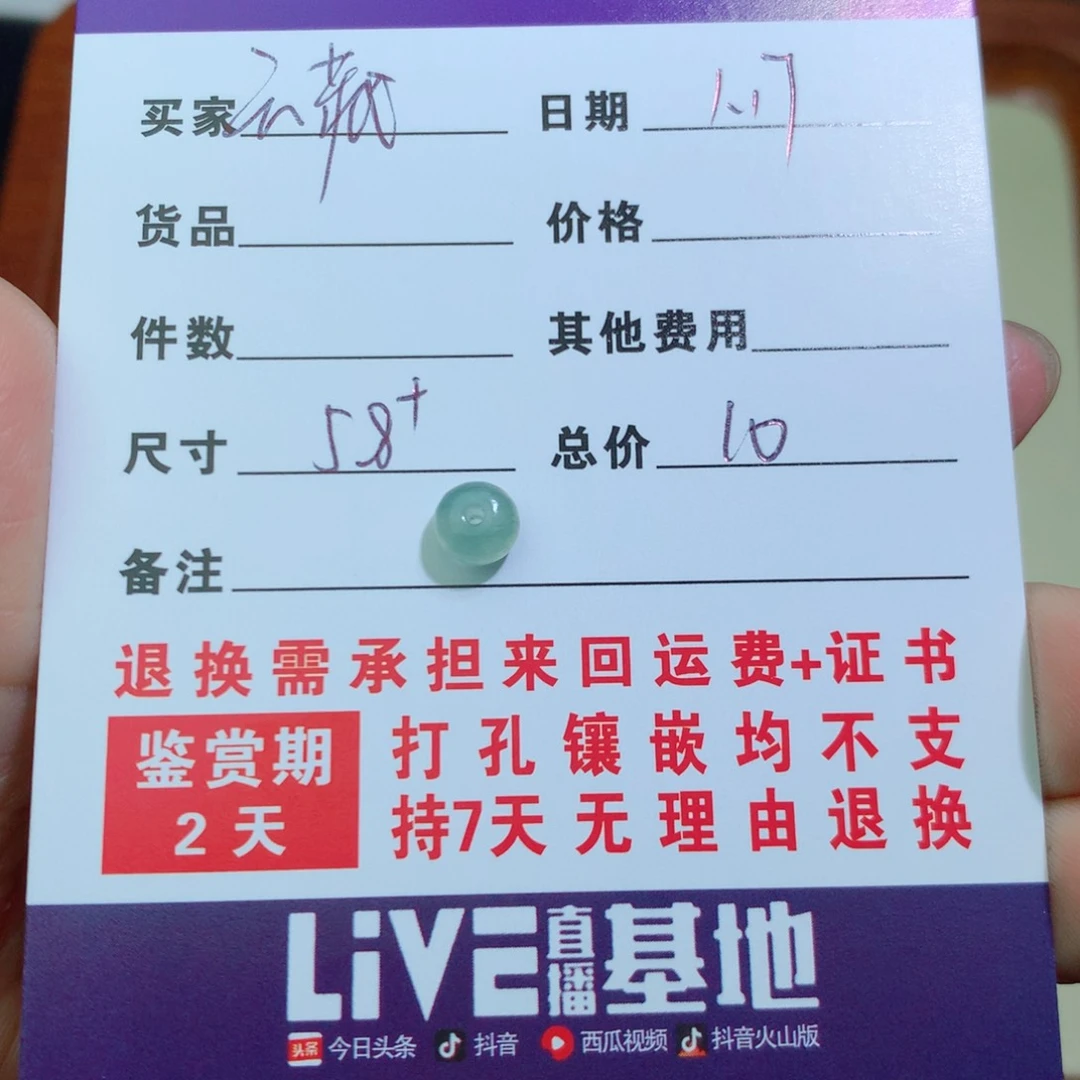 买家 日期 1.17
货品 价格
件数 其他费用
尺寸 58+ 总价 10
备注
退换需承担来回运费+证书
鉴赏期 打孔镶嵌均不支
2天 持7天无理由退换
LiVE直播基地
头条 今日头条 抖音 西瓜视频 抖音火山版